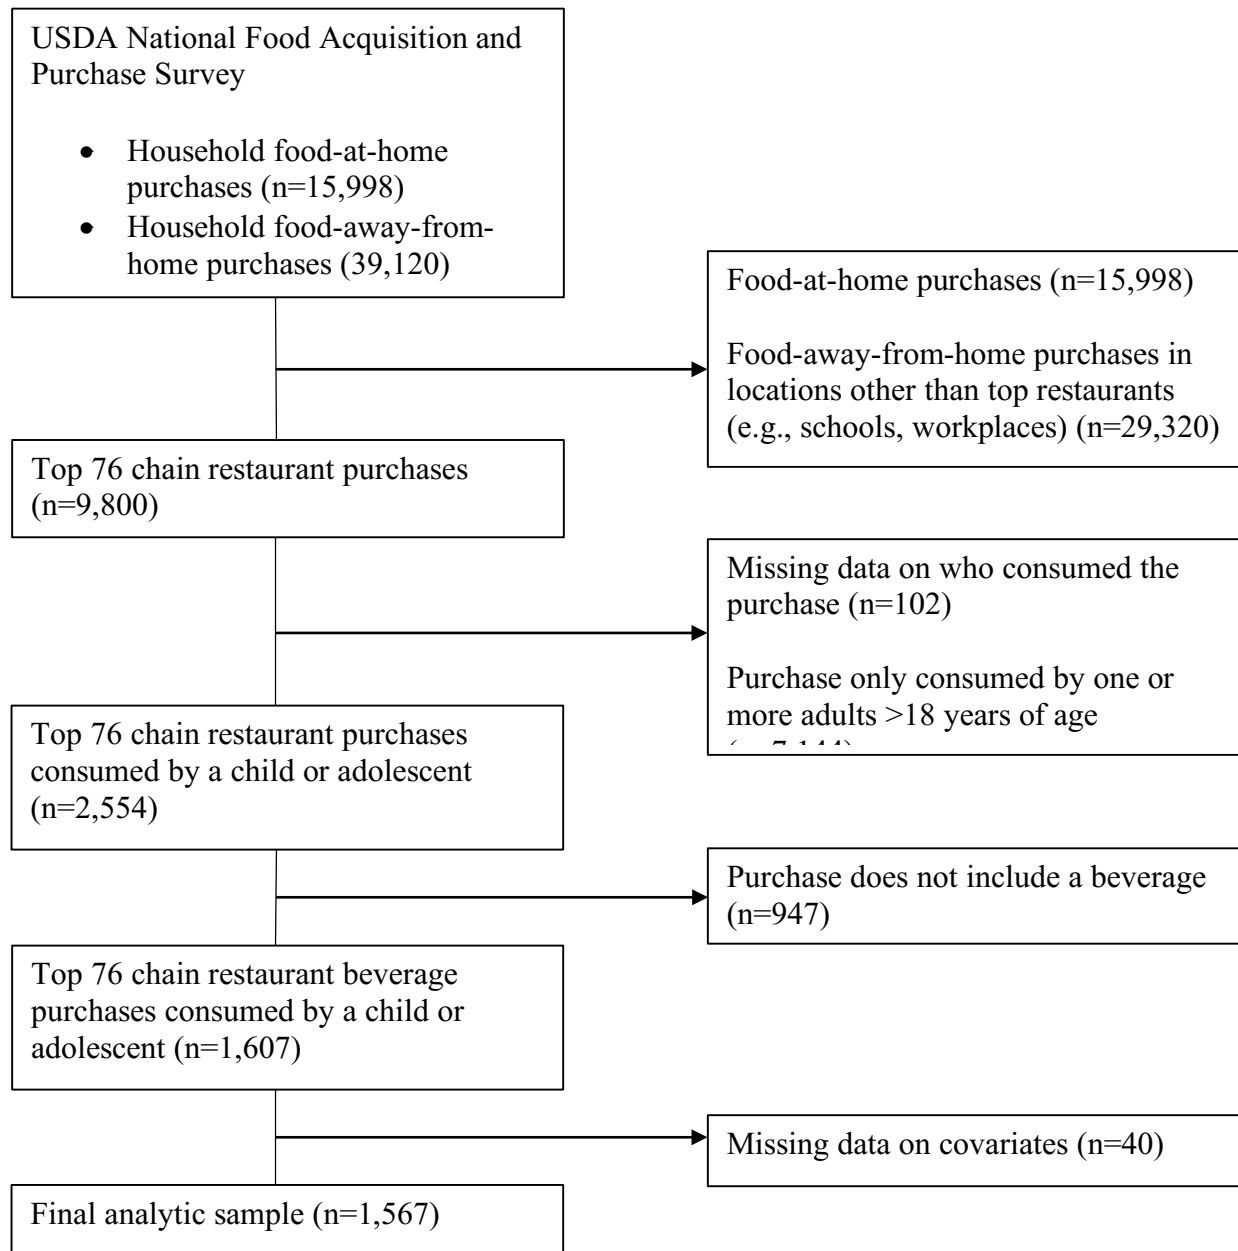 USDA National Food Acquisition and
Purchase Survey
• Household food-at-home
purchases (n=15,998)
• Household food-away-from-
home purchases (39,120)
Food-at-home purchases (n=15,998)
Food-away-from-home purchases in
locations other than top restaurants
(e.g., schools, workplaces) (n=29,320)
Top 76 chain restaurant purchases
(n=9,800)
Missing data on who consumed the
purchase (n=102)
Purchase only consumed by one or
more adults >18 years of age
Top 76 chain restaurant purchases
consumed by a child or adolescent
(n=2,554)
Purchase does not include a beverage
(n=947)
Top 76 chain restaurant beverage
purchases consumed by a child or
adolescent (n=1,607)
Missing data on covariates (n=40)
Final analytic sample (n=1,567)